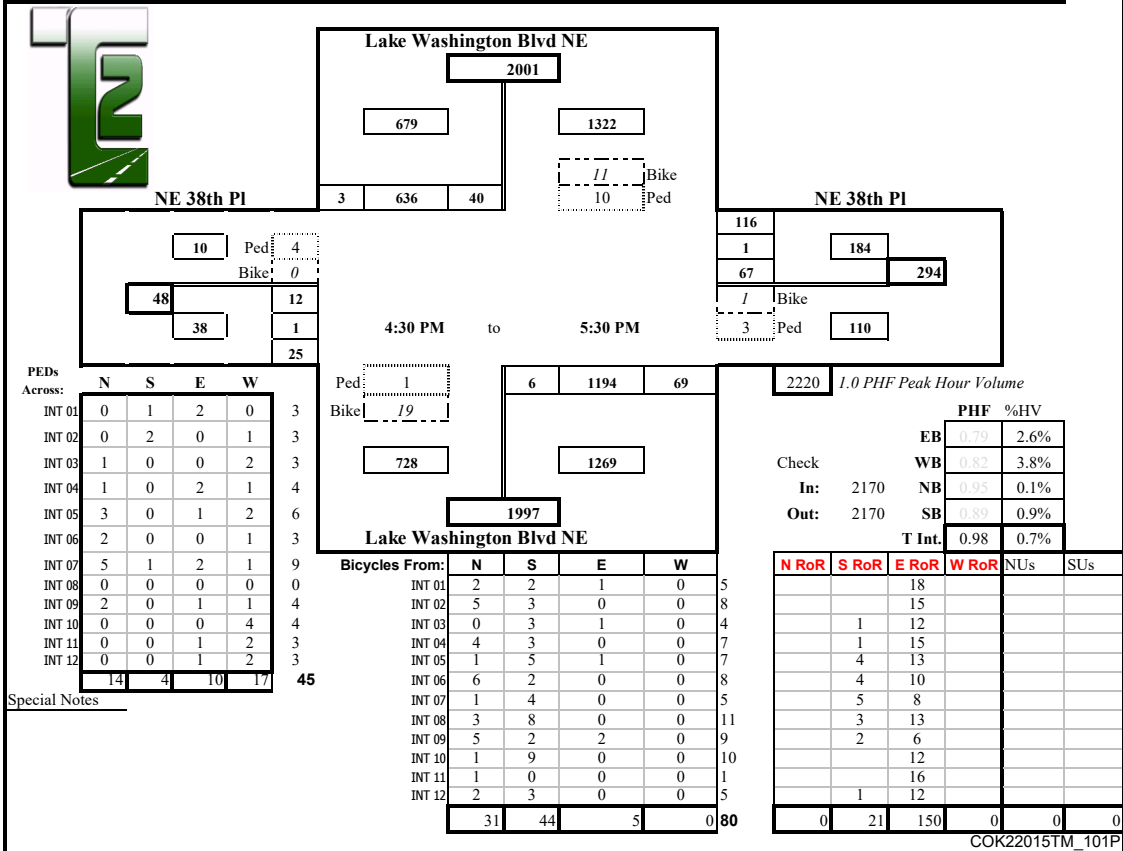 T2
Lake Washington Blvd NE
2001
679 1322
11 Bike
NE 38th Pl 3 636 40 10 Ped NE 38th Pl
116
10 Ped 4 1 184
Bike 0 67 294
48 12 1 Bike
38 1 4:30 PM to 5:30 PM 3 Ped 110
25
PEDs Across: N S E W
Ped 1 6 1194 69 2220 1.0 PHF Peak Hour Volume
Bike 19
PHF %HV
EB 0.79 2.6%
728 1269 Check WB 0.82 3.8%
In: 2170 NB 0.95 0.1%
1997 Out: 2170 SB 0.89 0.9%
Lake Washington Blvd NE T Int. 0.98 0.7%
INT 01 0 1 2 0 3
INT 02 0 2 0 1 3
INT 03 1 0 0 2 3
INT 04 1 0 2 1 4
INT 05 3 0 1 2 6
INT 06 2 0 0 1 3
INT 07 5 1 2 1 9
INT 08 0 0 0 0 0
INT 09 2 0 1 1 4
INT 10 0 0 0 4 4
INT 11 0 0 1 2 3
INT 12 0 0 1 2 3
14 4 10 17 45
Special Notes
Bicycles From: N S E W
INT 01 2 2 1 0 5
INT 02 5 3 0 0 8
INT 03 0 3 1 0 4
INT 04 4 3 0 0 7
INT 05 1 5 1 0 7
INT 06 6 2 0 0 8
INT 07 1 4 0 0 5
INT 08 3 8 0 0 11
INT 09 5 2 2 0 9
INT 10 1 9 0 0 10
INT 11 1 0 0 0 1
INT 12 2 3 0 0 5
31 44 5 0 80
N RoR S RoR E RoR W RoR NUs SUs
18
15
1 12
1 15
4 13
4 10
5 8
3 13
2 6
12
16
1 12
0 21 150 0 0 0
COK22015TM_101P